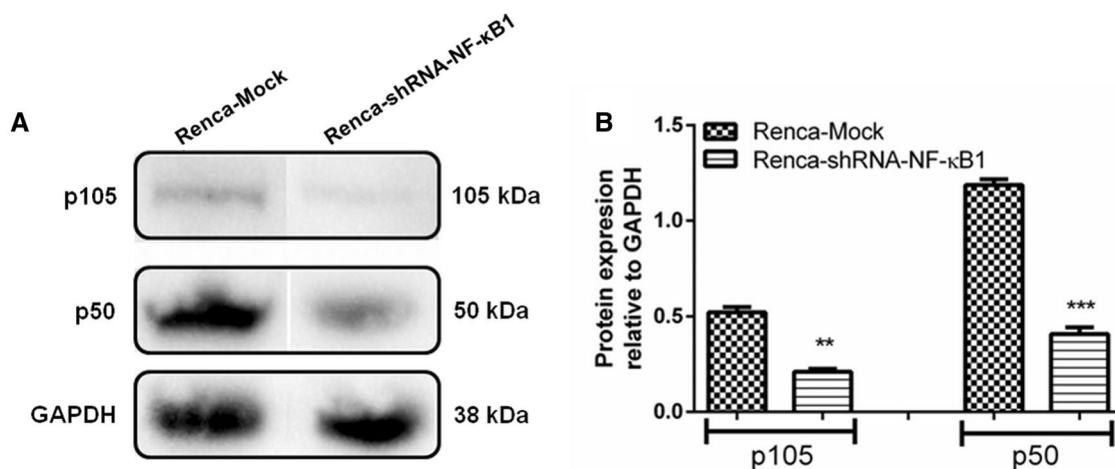 A
Renca-Mock
Renca-shRNA-NF-κB1
p105
105 kDa
p50
50 kDa
GAPDH
38 kDa
B
Protein expresion
relative to GAPDH
1.5
1.0
0.5
0.0
Renca-Mock
Renca-shRNA-NF-κB1
**
***
p105
p50